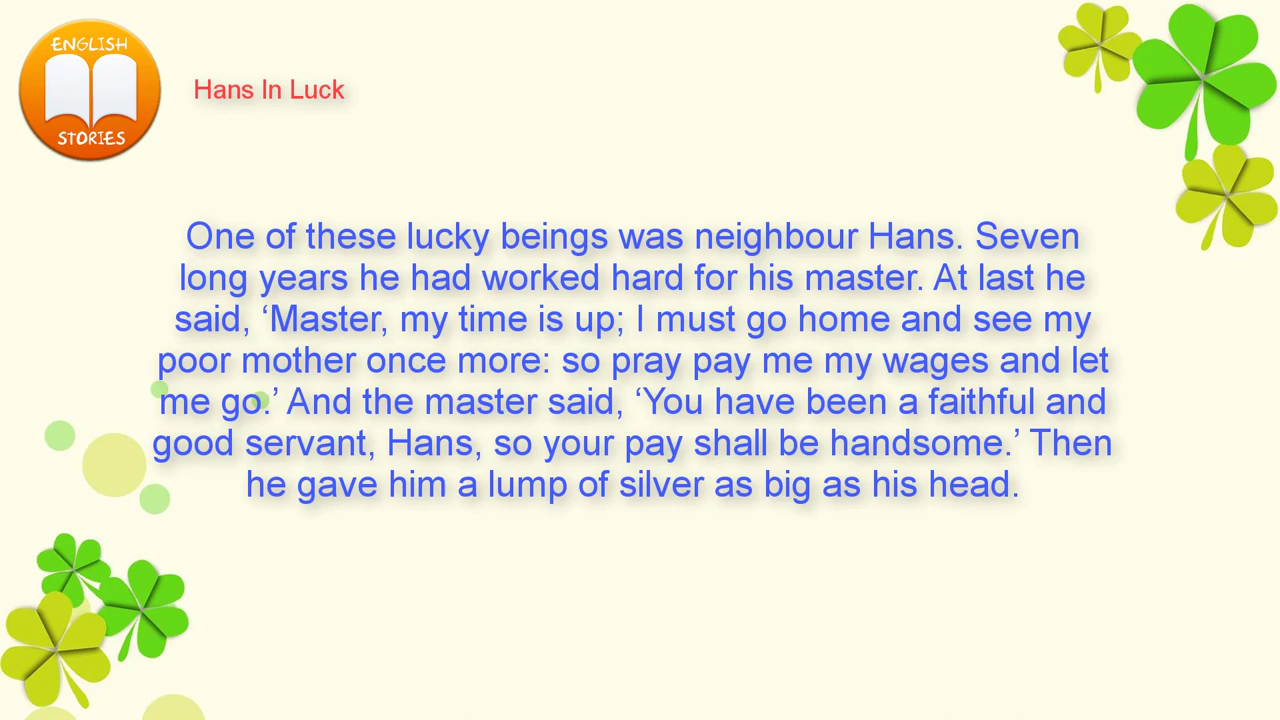 ENGLISH
STORIES
Hans In Luck
One of these lucky beings was neighbour Hans. Seven
long years he had worked hard for his master. At last he
said, ‘Master, my time is up; I must go home and see my
poor mother once more: so pray pay me my wages and let
me go.’ And the master said, ‘You have been a faithful and
good servant, Hans, so your pay shall be handsome.’ Then
he gave him a lump of silver as big as his head.